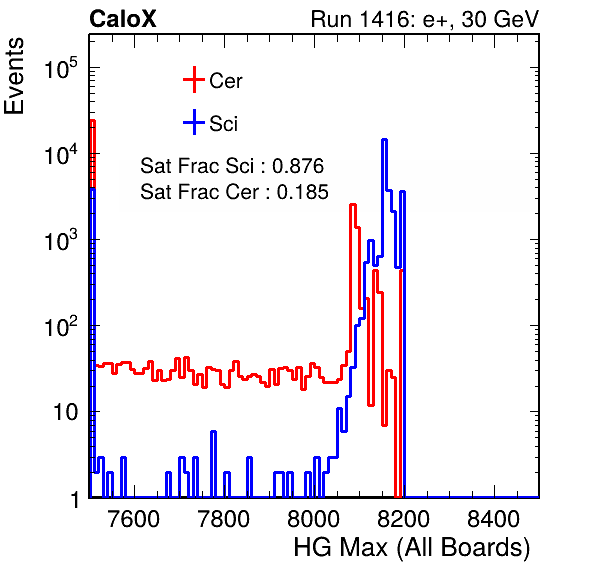 CaloX Run 1416: e+, 30 GeV
Events
Cer
Sci
Sat Frac Sci : 0.876
Sat Frac Cer : 0.185
10^5
10^4
10^3
10^2
10
1
7600 7800 8000 8200 8400
HG Max (All Boards)